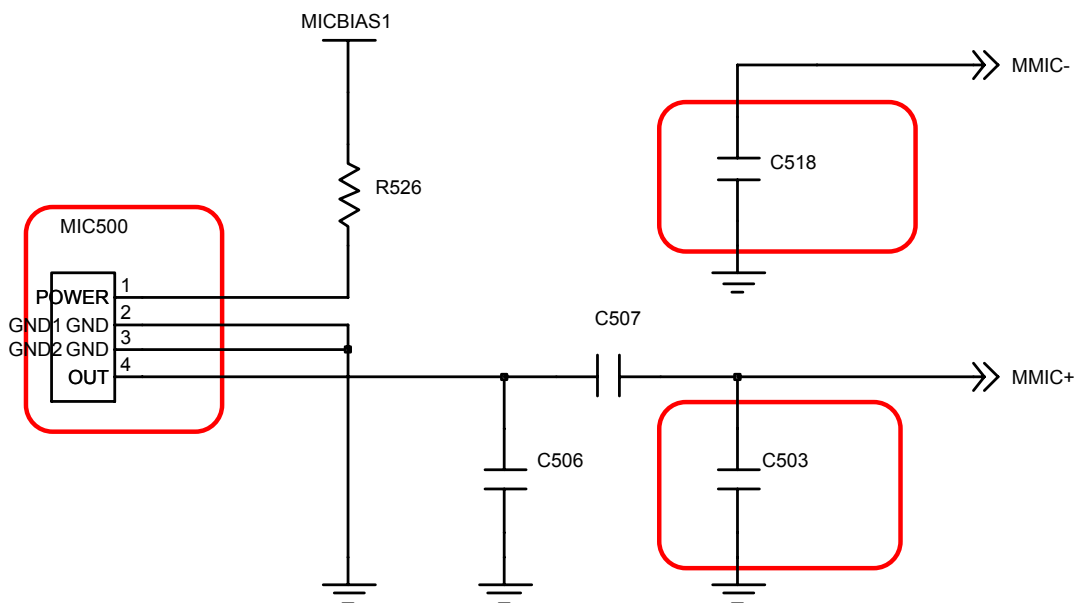 MICBIAS1
MMIC-
C518
R526
MIC500
POWER 1
GND1 GND 2
GND2 GND 3
OUT 4
C507
MMIC+
C506
C503